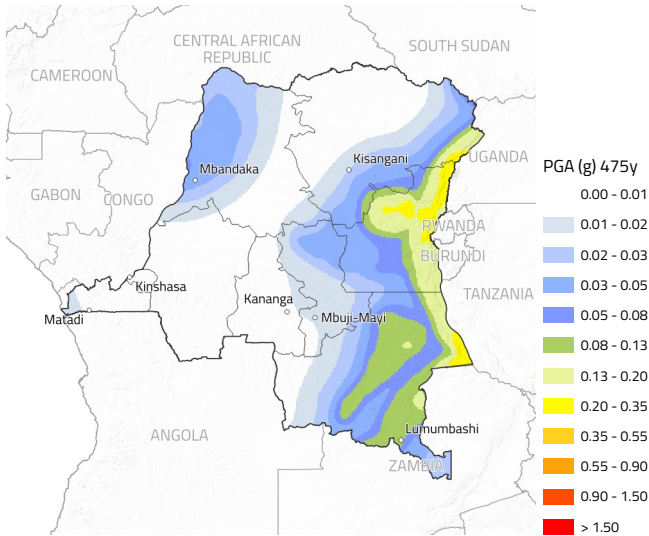 CENTRAL AFRICAN
REPUBLIC
SOUTH SUDAN
CAMEROON
Kisangani
UGANDA
Mbandaka
GABON
CONGO
RWANDA
BURUNDI
Kinshasa
TANZANIA
Kananga
Matadi
Mbuji-Mayi
Lumumbashi
ANGOLA
ZAMBIA
PGA (g) 475y
0.00 - 0.01
0.01 - 0.02
0.02 - 0.03
0.03 - 0.05
0.05 - 0.08
0.08 - 0.13
0.13 - 0.20
0.20 - 0.35
0.35 - 0.55
0.55 - 0.90
0.90 - 1.50
> 1.50